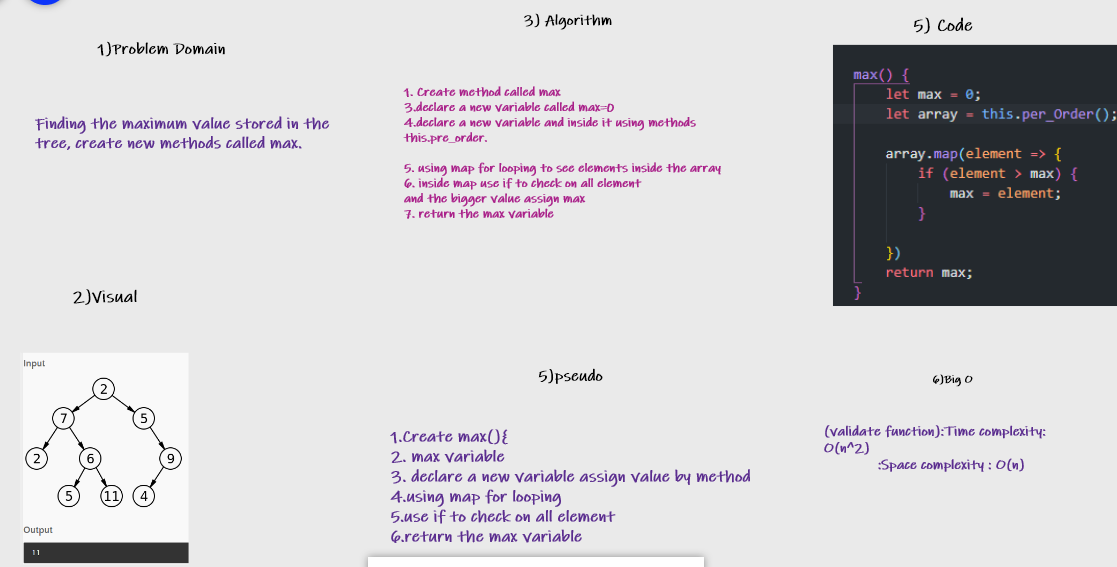 1)Problem Domain
Finding the maximum value stored in the
tree, create new methods called max.
2)Visual
Input
2
7
5
2
6
9
5
11
4
Output
11
3) Algorithm
1. Create method called max
3.declare a new variable called max=0
4.declare a new variable and inside it using methods
this.pre_order.
5. using map for looping to see elements inside the array
6. inside map use if to check on all element
and the bigger value assign max
7. return the max variable
5)pseudo
1.Create max(){
2. max variable
3. declare a new variable assign value by method
4.using map for looping
5.use if to check on all element
6.return the max variable
5) Code
max() {
let max = 0;
let array = this.per_Order();
array.map(element => {
if (element > max) {
max = element;
}
})
return max;
}
6)Big O
(validate function):Time complexity:
O(n^2)
:Space complexity : O(n)